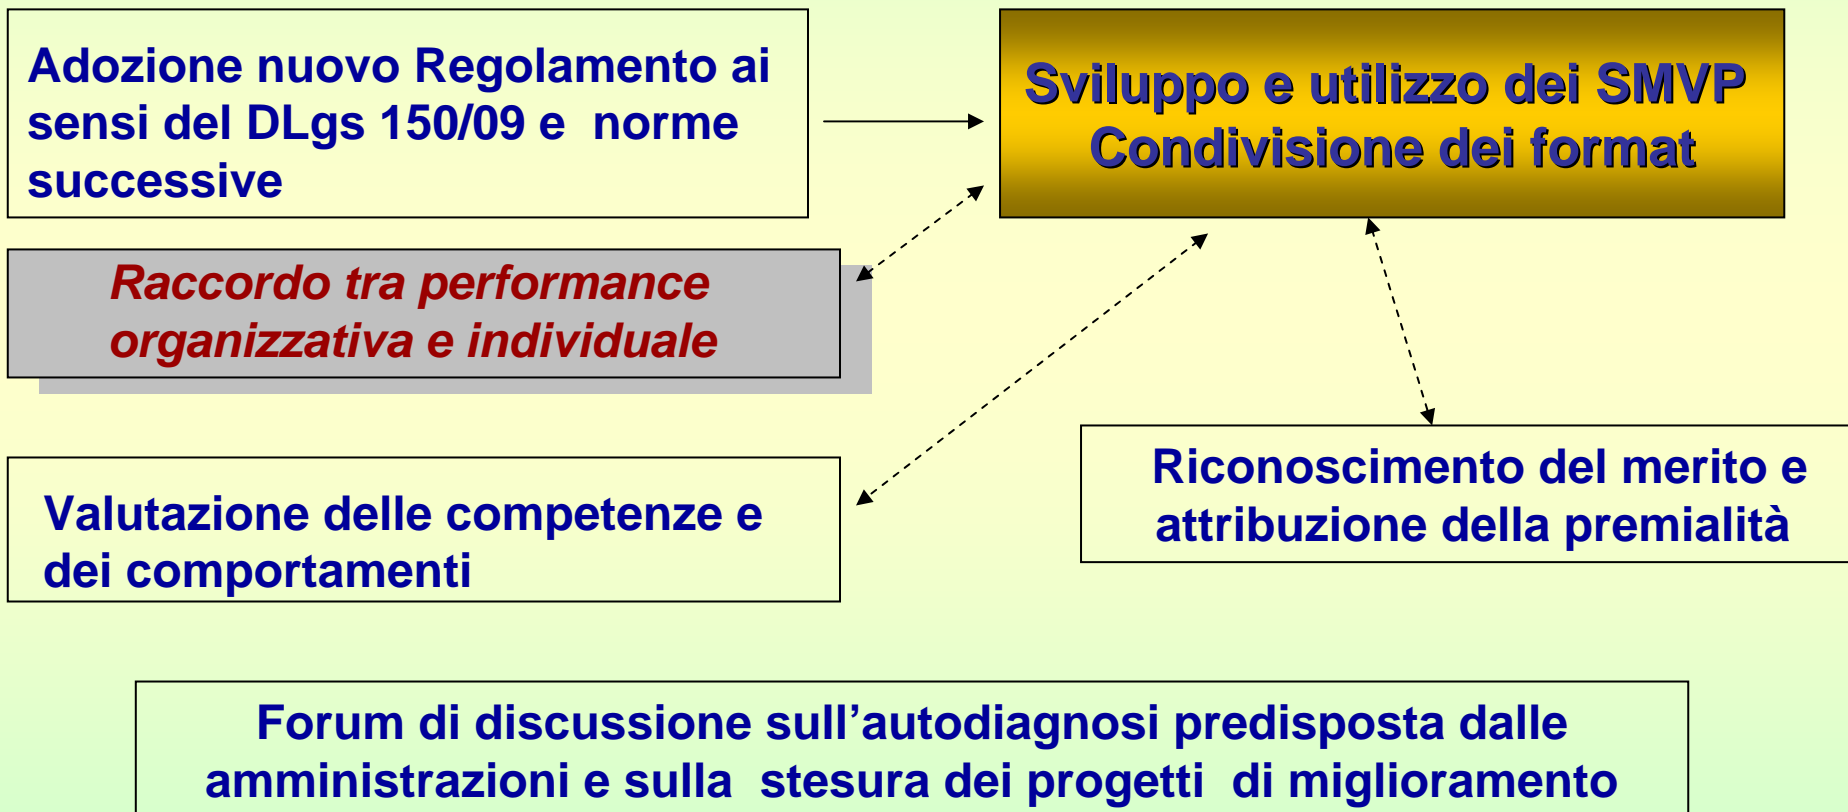 Adozione nuovo Regolamento ai
sensi del DLgs 150/09 e norme
successive
Sviluppo e utilizzo dei SMVP
Condivisione dei format
Raccordo tra performance
organizzativa e individuale
Valutazione delle competenze e
dei comportamenti
Riconoscimento del merito e
attribuzione della premialità
Forum di discussione sull’autodiagnosi predisposta dalle
amministrazioni e sulla stesura dei progetti di miglioramento